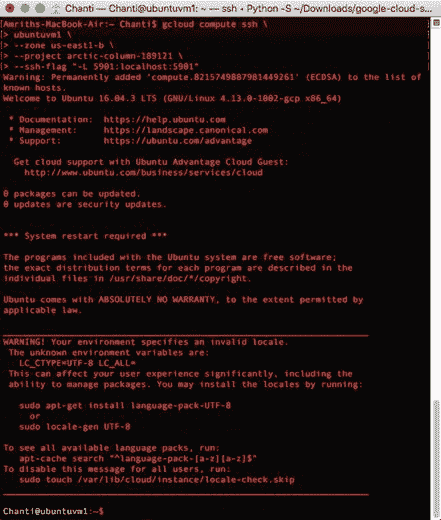 Chanti — Chanti@ubuntuvm1: ~ — ssh • Python -S ~/Downloads/google-cloud-s...
[Amriths-MacBook-Air:~ Chanti$ gcloud compute ssh \
[> ubuntuvm1 \
[> --zone us-east1-b \
[> --project arctic-column-189121 \
[> --ssh-flag "-L 5901:localhost:5901"
Warning: Permanently added 'compute.8215749887981449261' (ECDSA) to the list of
known hosts.
Welcome to Ubuntu 16.04.3 LTS (GNU/Linux 4.13.0-1002-gcp x86_64)
* Documentation: https://help.ubuntu.com
* Management: https://landscape.canonical.com
* Support: https://ubuntu.com/advantage
Get cloud support with Ubuntu Advantage Cloud Guest:
http://www.ubuntu.com/business/services/cloud
0 packages can be updated.
0 updates are security updates.
*** System restart required ***
The programs included with the Ubuntu system are free software;
the exact distribution terms for each program are described in the
individual files in /usr/share/doc/*/copyright.
Ubuntu comes with ABSOLUTELY NO WARRANTY, to the extent permitted by
applicable law.
WARNING! Your environment specifies an invalid locale.
The unknown environment variables are:
LC_CTYPE=UTF-8 LC_ALL=
This can affect your user experience significantly, including the
ability to manage packages. You may install the locales by running:
sudo apt-get install language-pack-UTF-8
or
sudo locale-gen UTF-8
To see all available language packs, run:
apt-cache search "^language-pack-[a-z][a-z]$"
To disable this message for all users, run:
sudo touch /var/lib/cloud/instance/locale-check.skip
Chanti@ubuntuvm1:~$